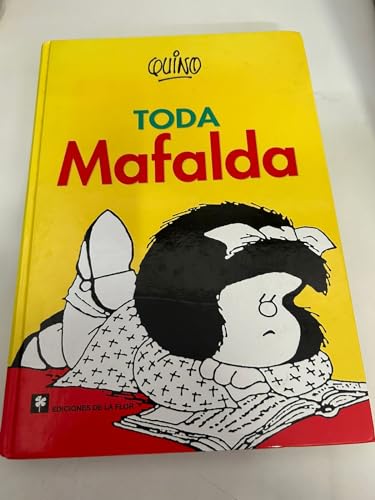 QUINO
TODA
Mafalda
EDICIONES DE LA FLOR